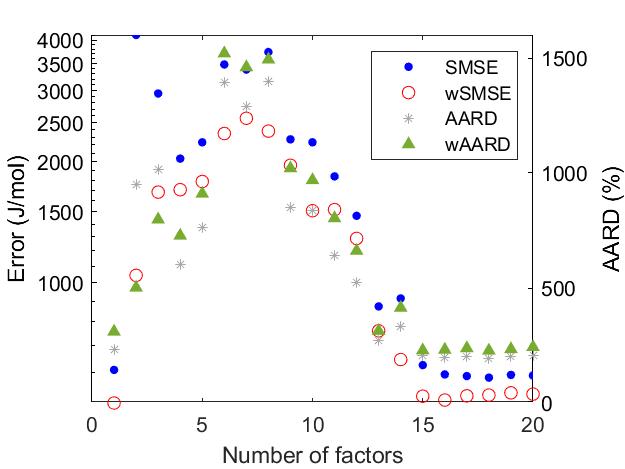 4000
3500
3000
2500
2000
1500
1000
Error (J/mol)
1500
1000
500
0
AARD (%)
SMSE
wSMSE
AARD
wAARD
0 5 10 15 20
Number of factors